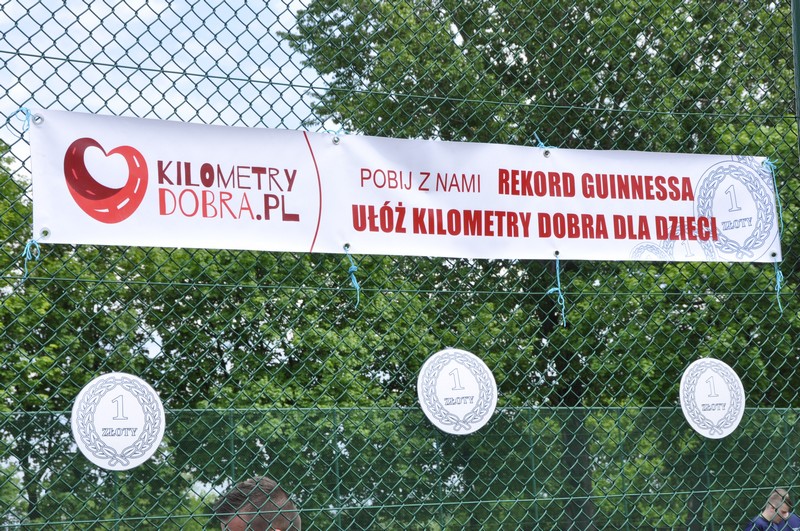 KILOMETRY
DOBRA.PL
POBIJ Z NAMI REKORD GUINNESSA
UŁÓŻ KILOMETRY DOBRA DLA DZIECI
1
ZŁOTY
1
1
ZŁOTY
1
ZŁOTY
1
ZŁOTY